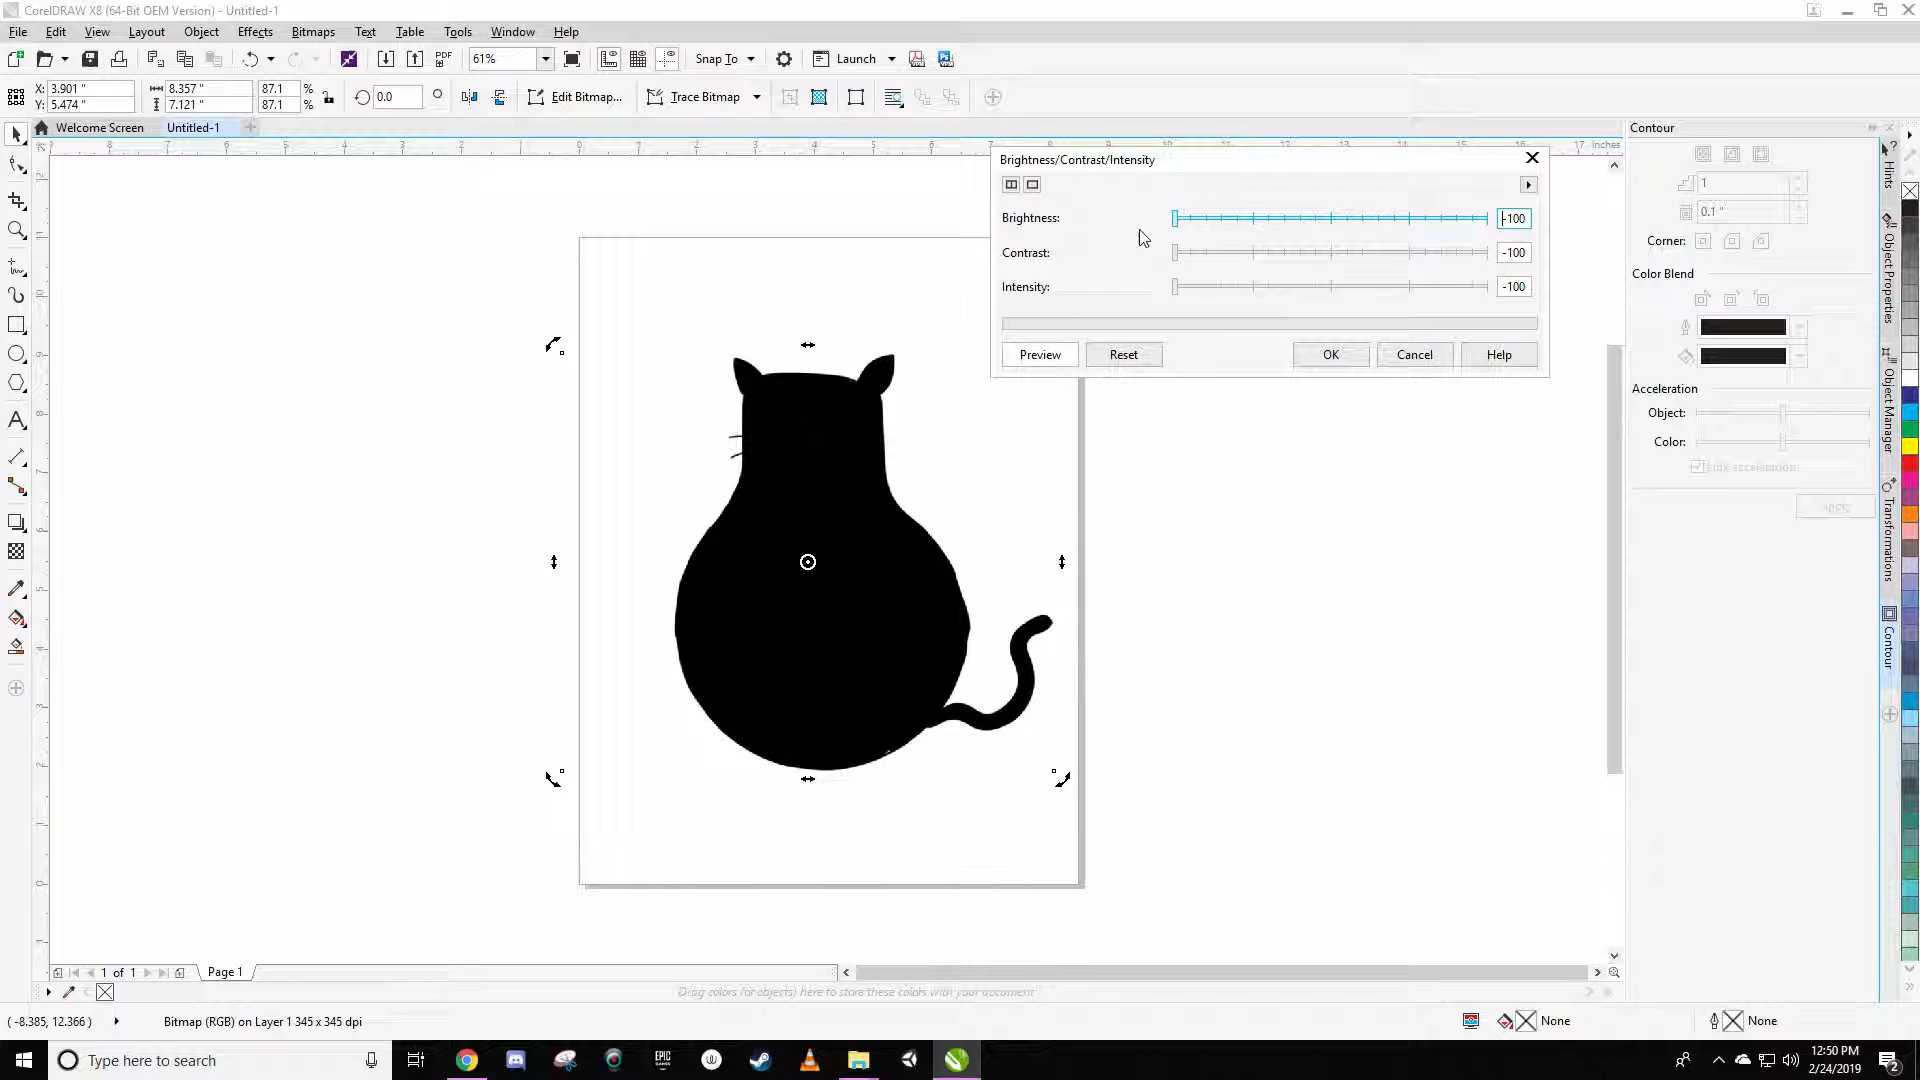 CorelDRAW X8 (64-Bit OEM Version) - Untitled-1
File Edit View Layout Object Effects Bitmaps Text Table Tools Window Help
PDF 61% Snap To Launch
X: 3.901 " 8.357 " 87.1 %
Y: 5.474 " 7.121 " 87.1 %
0.0 Edit Bitmap... Trace Bitmap
Welcome Screen Untitled-1
inches
Brightness/Contrast/Intensity
Brightness: -100
Contrast: -100
Intensity: -100
Preview Reset OK Cancel Help
Contour
1
0.1 "
Corner:
Color Blend
Acceleration
Object:
Color:
Link acceleration
Apply
Hints
Object Properties
Object Manager
Transformations
Contour
1 of 1 Page 1
Drag colors (or objects) here to store these colors with your document
( -8.385, 12.366 ) Bitmap (RGB) on Layer 1 345 x 345 dpi None None
Type here to search
EPIC GAMES
12:50 PM
2/24/2019
2